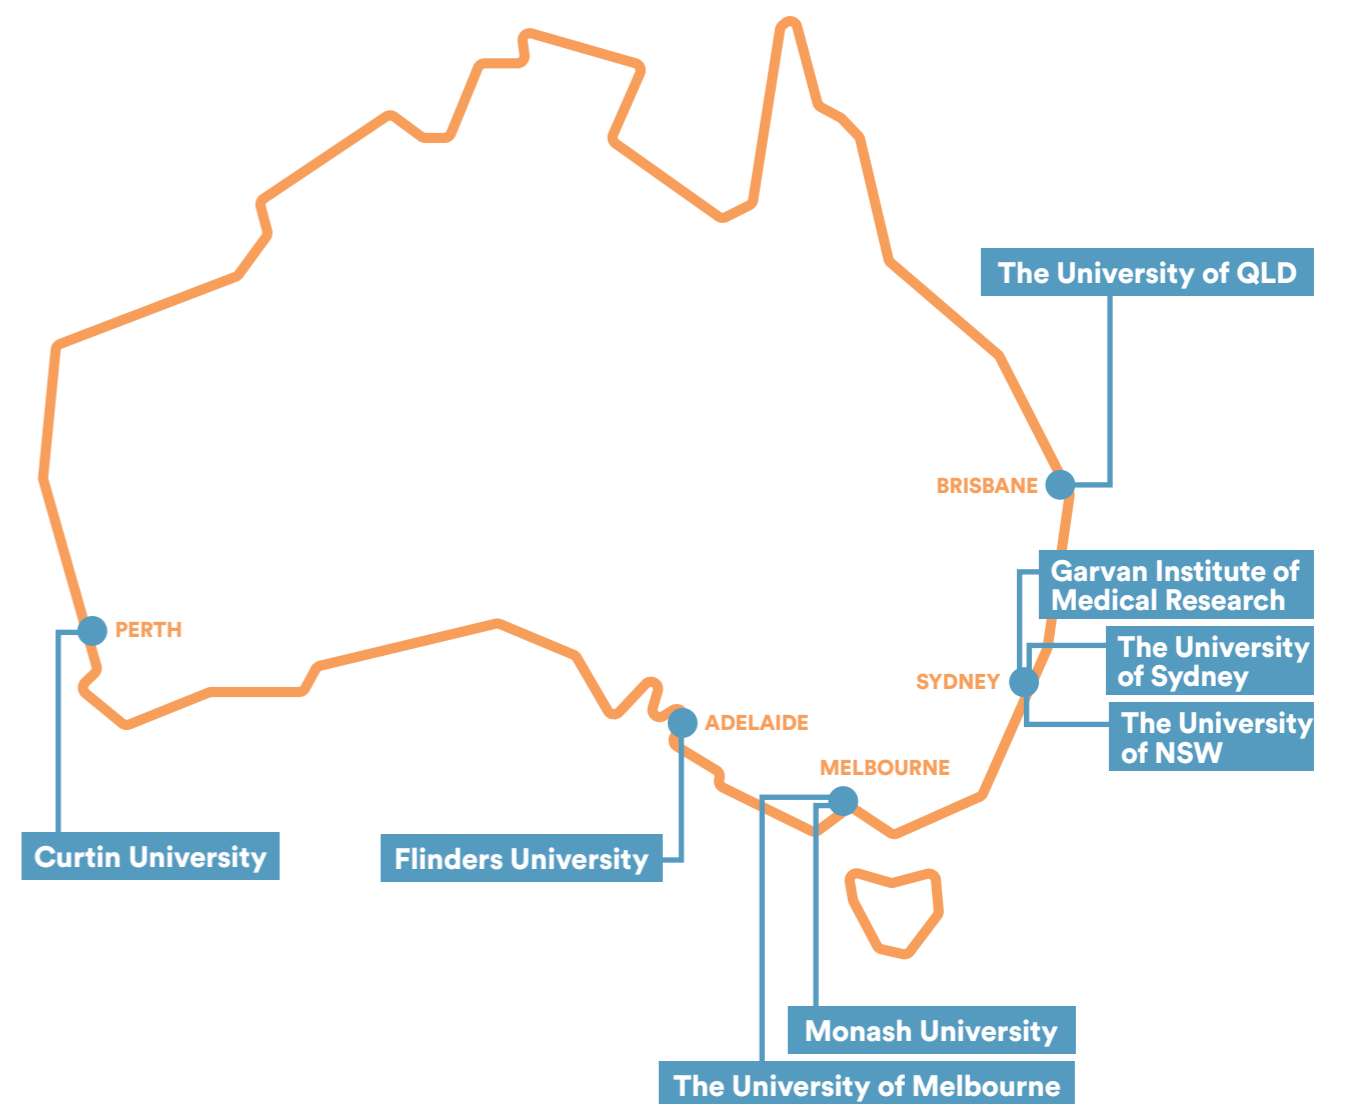 The University of QLD
BRISBANE
Garvan Institute of
Medical Research
PERTH
The University
of Sydney
SYDNEY
ADELAIDE
The University
of NSW
MELBOURNE
Curtin University
Flinders University
Monash University
The University of Melbourne